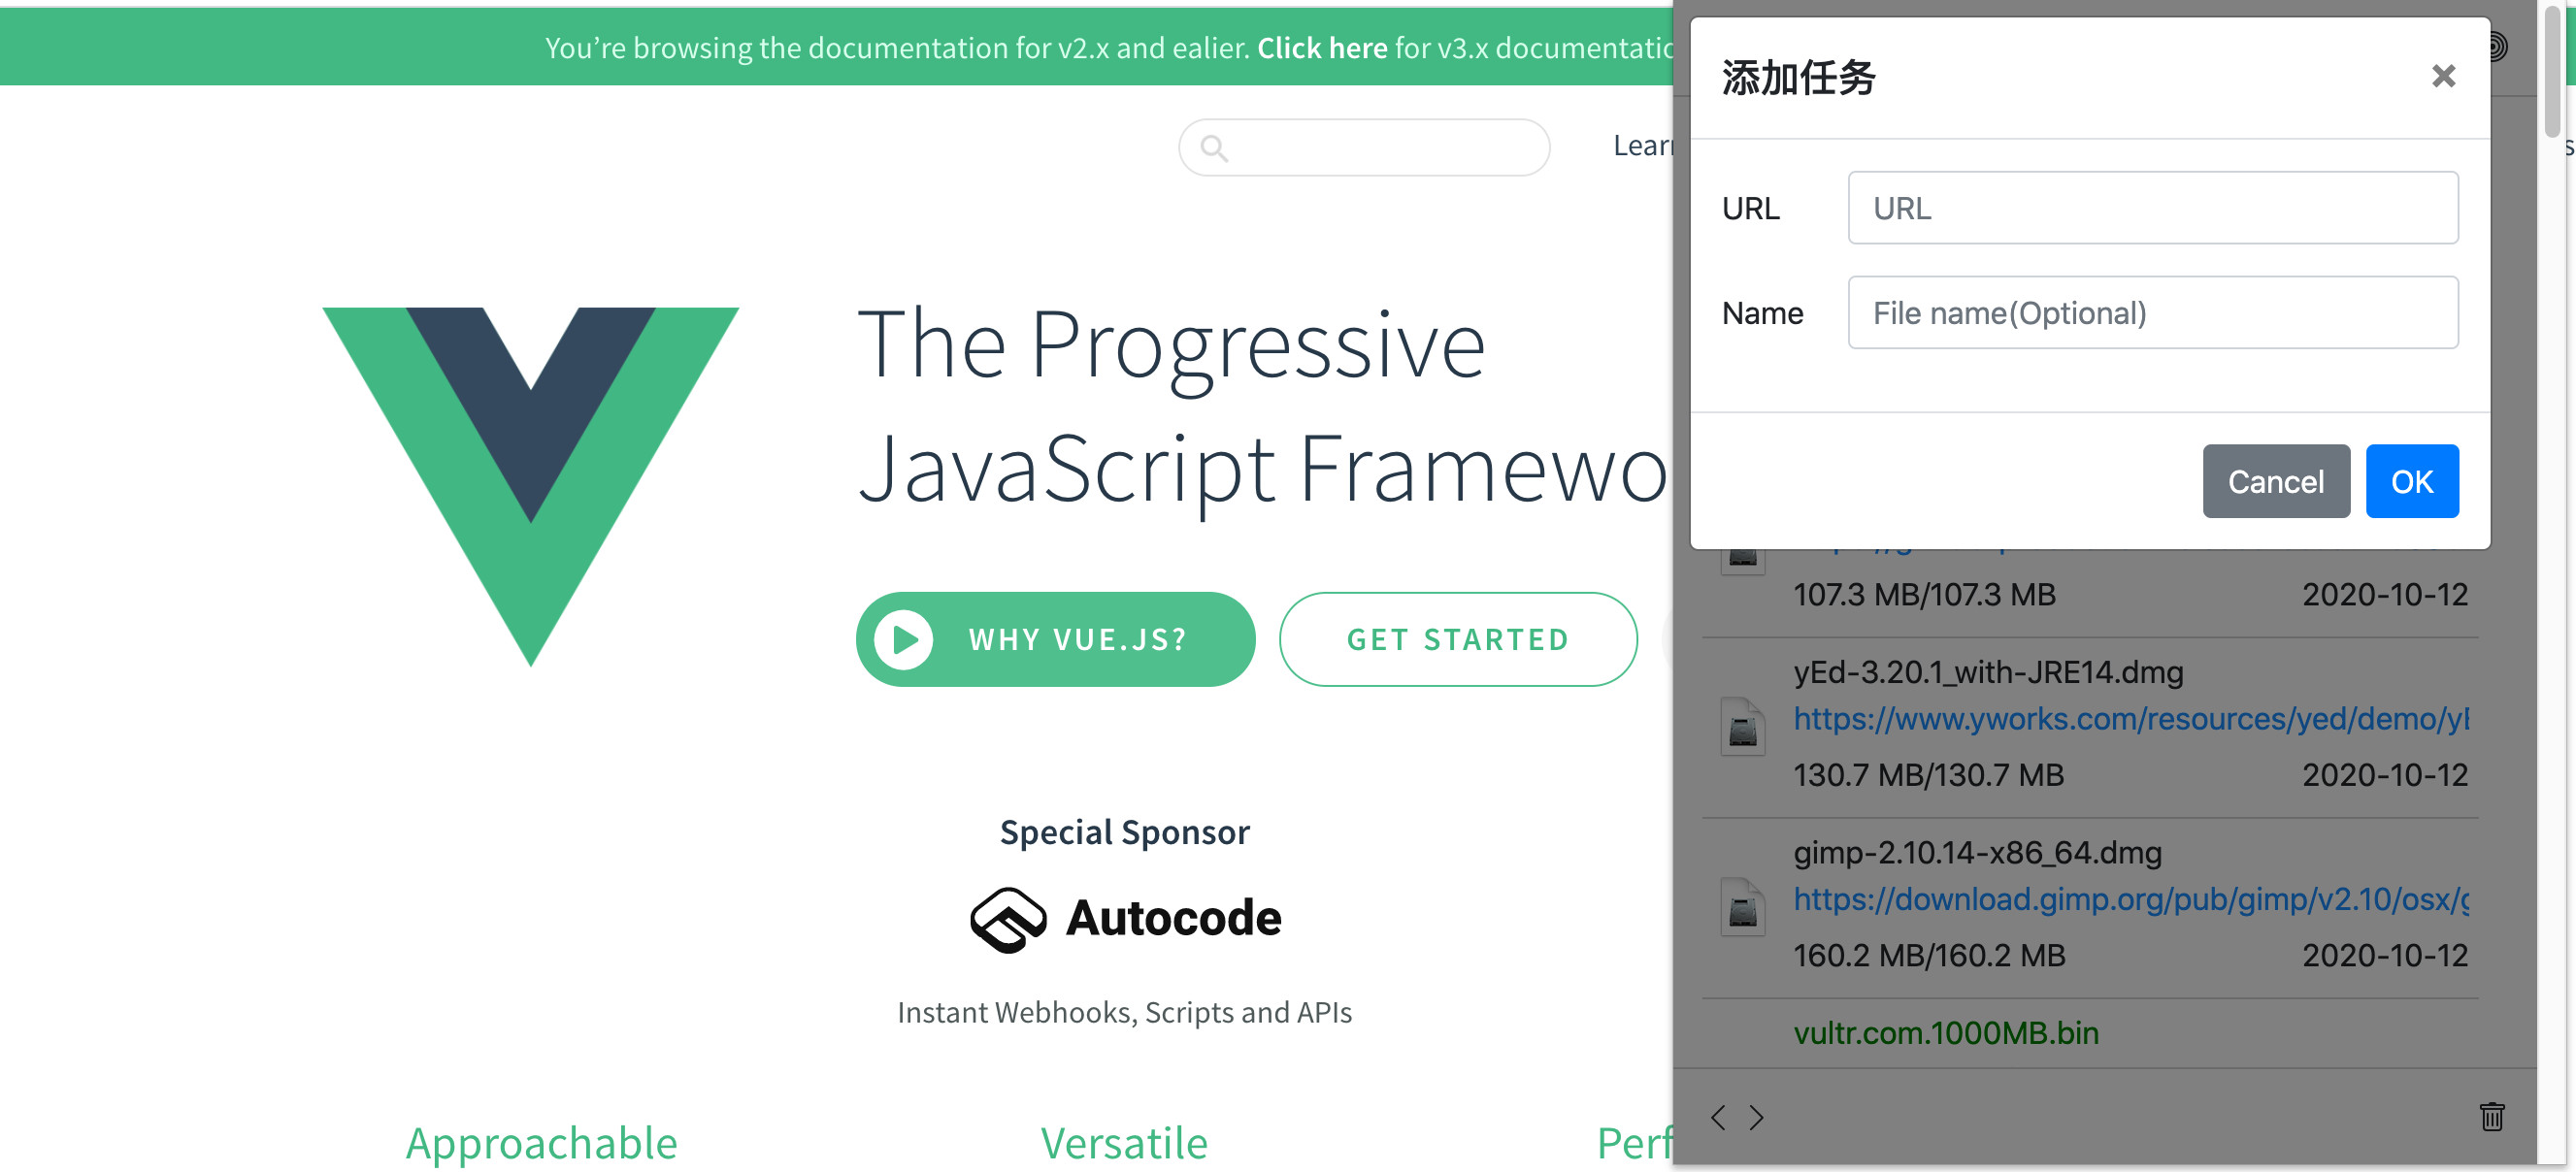 You're browsing the documentation for v2.x and ealier. Click here for v3.x
Learn
The Progressive
JavaScript
WHY VUE.JS?
GET STARTED
Special Sponsor
Autocode
Instant Webhooks, Scripts and APIs
Approachable
Versatile
添加任务
×
URL
URL
Name
File name(Optional)
Cancel
OK
107.3 MB/107.3 MB
2020-10-12
yEd-3.20.1_with-JRE14.dmg
https://www.yworks.com/resources/yed/demo/yE
130.7 MB/130.7 MB
2020-10-12
gimp-2.10.14-x86_64.dmg
https://download.gimp.org/pub/gimp/v2.10/osx/g
160.2 MB/160.2 MB
2020-10-12
vultr.com.1000MB.bin